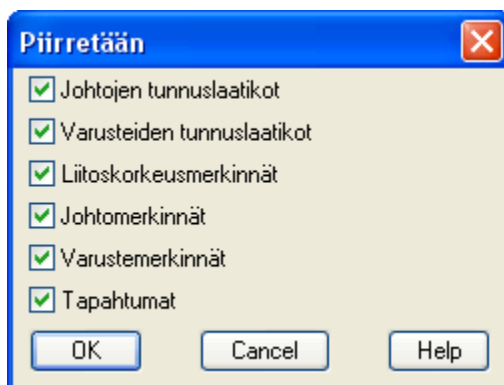 Piirretään
Johtojen tunnuslaatikot
Varusteiden tunnuslaatikot
Liitoskorkeusmerkinnät
Johtomerkinnät
Varustemerkinnät
Tapahtumat
OK Cancel Help